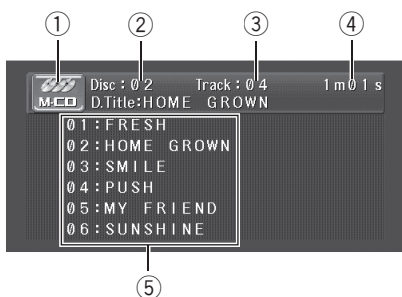 ① ② ③ ④
M-CD Disc:02 Track:04 1m01s
D.Title:HOME GROWN
01:FRESH
02:HOME GROWN
03:SMILE
04:PUSH
05:MY FRIEND
06:SUNSHINE
⑤